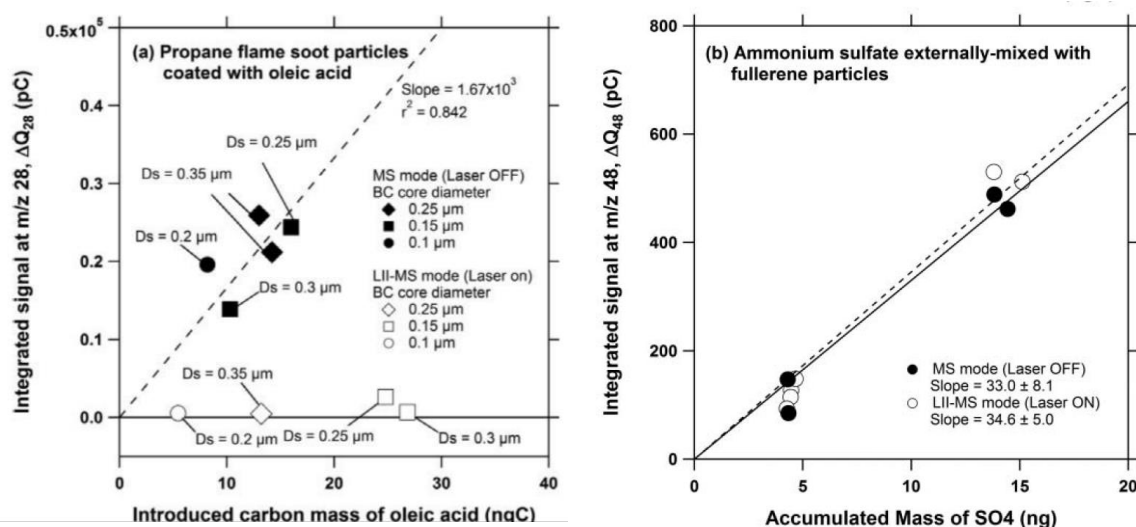 0.5x10⁵
(a) Propane flame soot particles
coated with oleic acid
Slope = 1.67x10³
r² = 0.842
Ds = 0.25 µm
Ds = 0.35 µm
Ds = 0.2 µm
Ds = 0.3 µm
MS mode (Laser OFF)
BC core diameter
0.25 µm
0.15 µm
0.1 µm
LII-MS mode (Laser on)
BC core diameter
0.25 µm
0.15 µm
0.1 µm
Ds = 0.35 µm
Ds = 0.2 µm
Ds = 0.25 µm
Ds = 0.3 µm
0.4
0.3
0.2
0.1
0.0
Integrated signal at m/z 28, ΔQ₂₈ (pC)
0 10 20 30 40
Introduced carbon mass of oleic acid (ngC)
800
600
400
200
0
Integrated signal at m/z 48, ΔQ₄₈ (pC)
(b) Ammonium sulfate externally-mixed with
fullerene particles
MS mode (Laser OFF)
Slope = 33.0 ± 8.1
LII-MS mode (Laser ON)
Slope = 34.6 ± 5.0
0 5 10 15 20
Accumulated Mass of SO4 (ng)